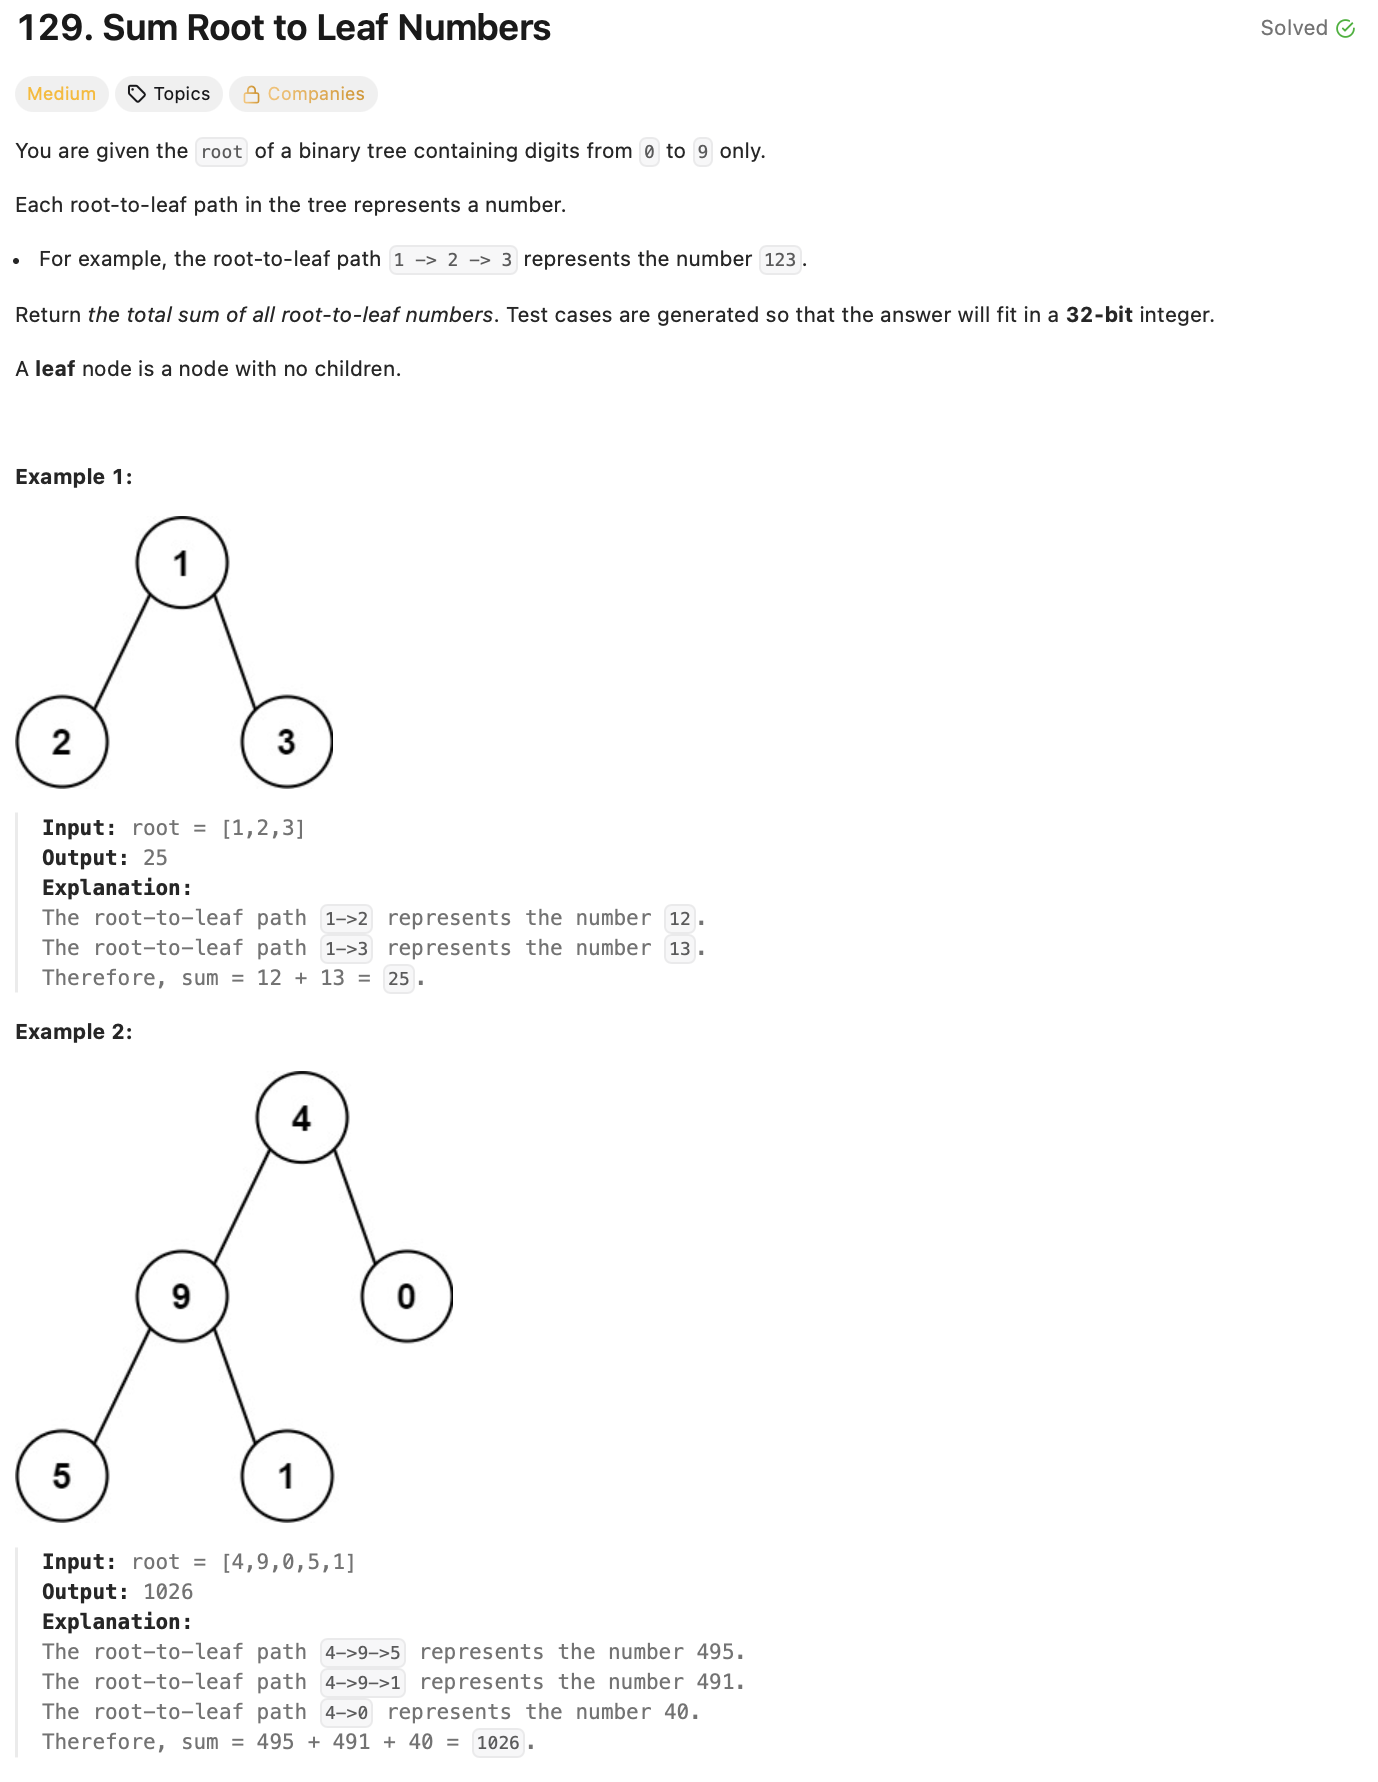 129. Sum Root to Leaf Numbers
Solved
Medium
Topics
Companies
You are given the root of a binary tree containing digits from 0 to 9 only.
Each root-to-leaf path in the tree represents a number.
• For example, the root-to-leaf path 1 -> 2 -> 3 represents the number 123.
Return the total sum of all root-to-leaf numbers. Test cases are generated so that the answer will fit in a 32-bit integer.
A leaf node is a node with no children.
Example 1:
1
2 3
Input: root = [1,2,3]
Output: 25
Explanation:
The root-to-leaf path 1->2 represents the number 12.
The root-to-leaf path 1->3 represents the number 13.
Therefore, sum = 12 + 13 = 25.
Example 2:
4
9 0
5 1
Input: root = [4,9,0,5,1]
Output: 1026
Explanation:
The root-to-leaf path 4->9->5 represents the number 495.
The root-to-leaf path 4->9->1 represents the number 491.
The root-to-leaf path 4->0 represents the number 40.
Therefore, sum = 495 + 491 + 40 = 1026.